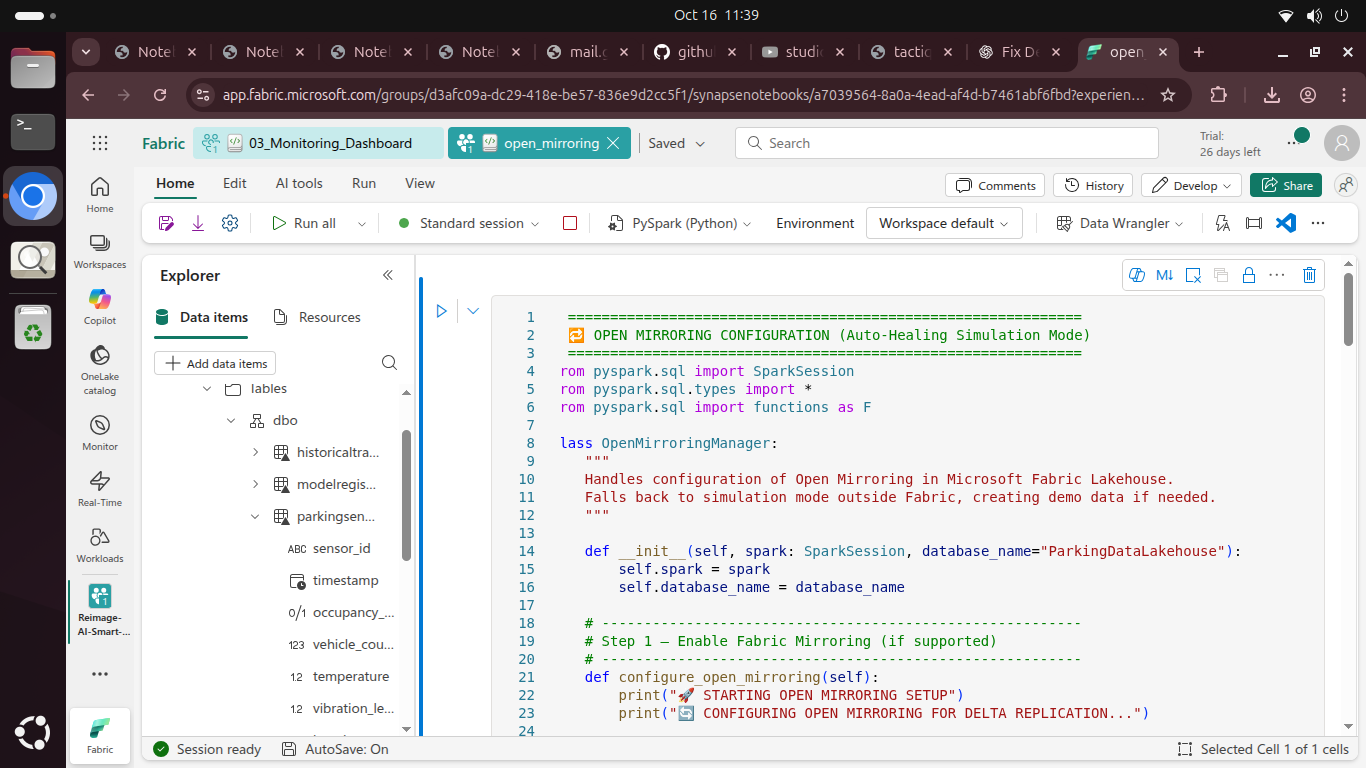 Oct 16 11:39
Notel
Notel
Notel
Notel
mail.g
githu
studi
tactiq
Fix De
open
app.fabric.microsoft.com/groups/d3afc09a-dc29-418e-be57-836e9d2cc5f1/synapsenotebooks/a7039564-8a0a-4ead-af4d-b7461abf6fbd?experien...
Fabric
1
03_Monitoring_Dashboard
1
open_mirroring
Saved
Search
Trial:
26 days left
Home
Edit
AI tools
Run
View
Comments
History
Develop
Share
Run all
Standard session
PySpark (Python)
Environment
Workspace default
Data Wrangler
Home
Workspaces
Copilot
OneLake
catalog
Monitor
Real-Time
Workloads
1
Reimage-
AI-Smart-...
Fabric
Explorer
Data items
Resources
Add data items
Tables
dbo
historicaltra...
modelregis...
parkingsen...
ABC sensor_id
timestamp
0/1 occupancy_...
123 vehicle_cou...
1.2 temperature
1.2 vibration_le...
M↓
1 =============================================================
2 🔁 OPEN MIRRORING CONFIGURATION (Auto-Healing Simulation Mode)
3 =============================================================
4 rom pyspark.sql import SparkSession
5 rom pyspark.sql.types import *
6 rom pyspark.sql import functions as F
7
8 lass OpenMirroringManager:
9 """
10 Handles configuration of Open Mirroring in Microsoft Fabric Lakehouse.
11 Falls back to simulation mode outside Fabric, creating demo data if needed.
12 """
13
14 def __init__(self, spark: SparkSession, database_name="ParkingDataLakehouse"):
15 self.spark = spark
16 self.database_name = database_name
17
18 # ---------------------------------------------------------
19 # Step 1 – Enable Fabric Mirroring (if supported)
20 # ---------------------------------------------------------
21 def configure_open_mirroring(self):
22 print("🚀 STARTING OPEN MIRRORING SETUP")
23 print("🔄 CONFIGURING OPEN MIRRORING FOR DELTA REPLICATION...")
24
Session ready
AutoSave: On
Selected Cell 1 of 1 cells